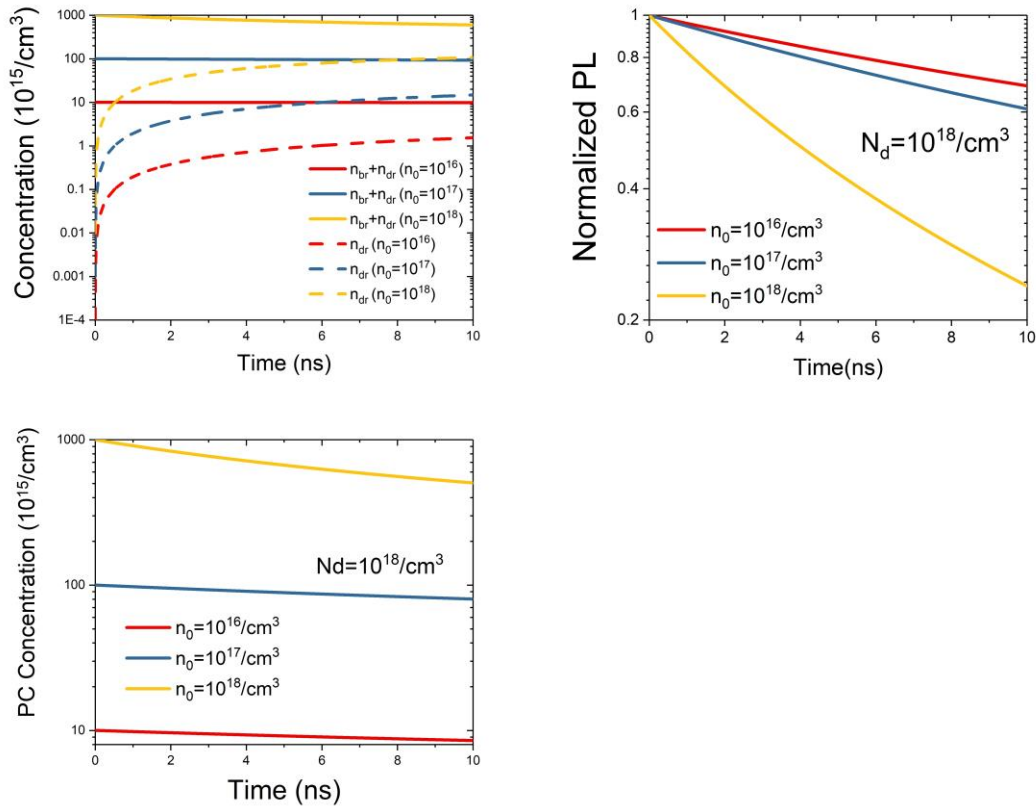 1000
100
10
1
0.1
0.01
0.001
1E-4
Concentration (10¹⁵/cm³)
n_br+n_dr (n₀=10¹⁶)
n_br+n_dr (n₀=10¹⁷)
n_br+n_dr (n₀=10¹⁸)
n_dr (n₀=10¹⁶)
n_dr (n₀=10¹⁷)
n_dr (n₀=10¹⁸)
0 2 4 6 8 10
Time (ns)
1
0.8
0.6
0.4
0.2
Normalized PL
N_d=10¹⁸/cm³
n₀=10¹⁶/cm³
n₀=10¹⁷/cm³
n₀=10¹⁸/cm³
0 2 4 6 8 10
Time(ns)
1000
100
10
PC Concentration (10¹⁵/cm³)
Nd=10¹⁸/cm³
n₀=10¹⁶/cm³
n₀=10¹⁷/cm³
n₀=10¹⁸/cm³
0 2 4 6 8 10
Time (ns)